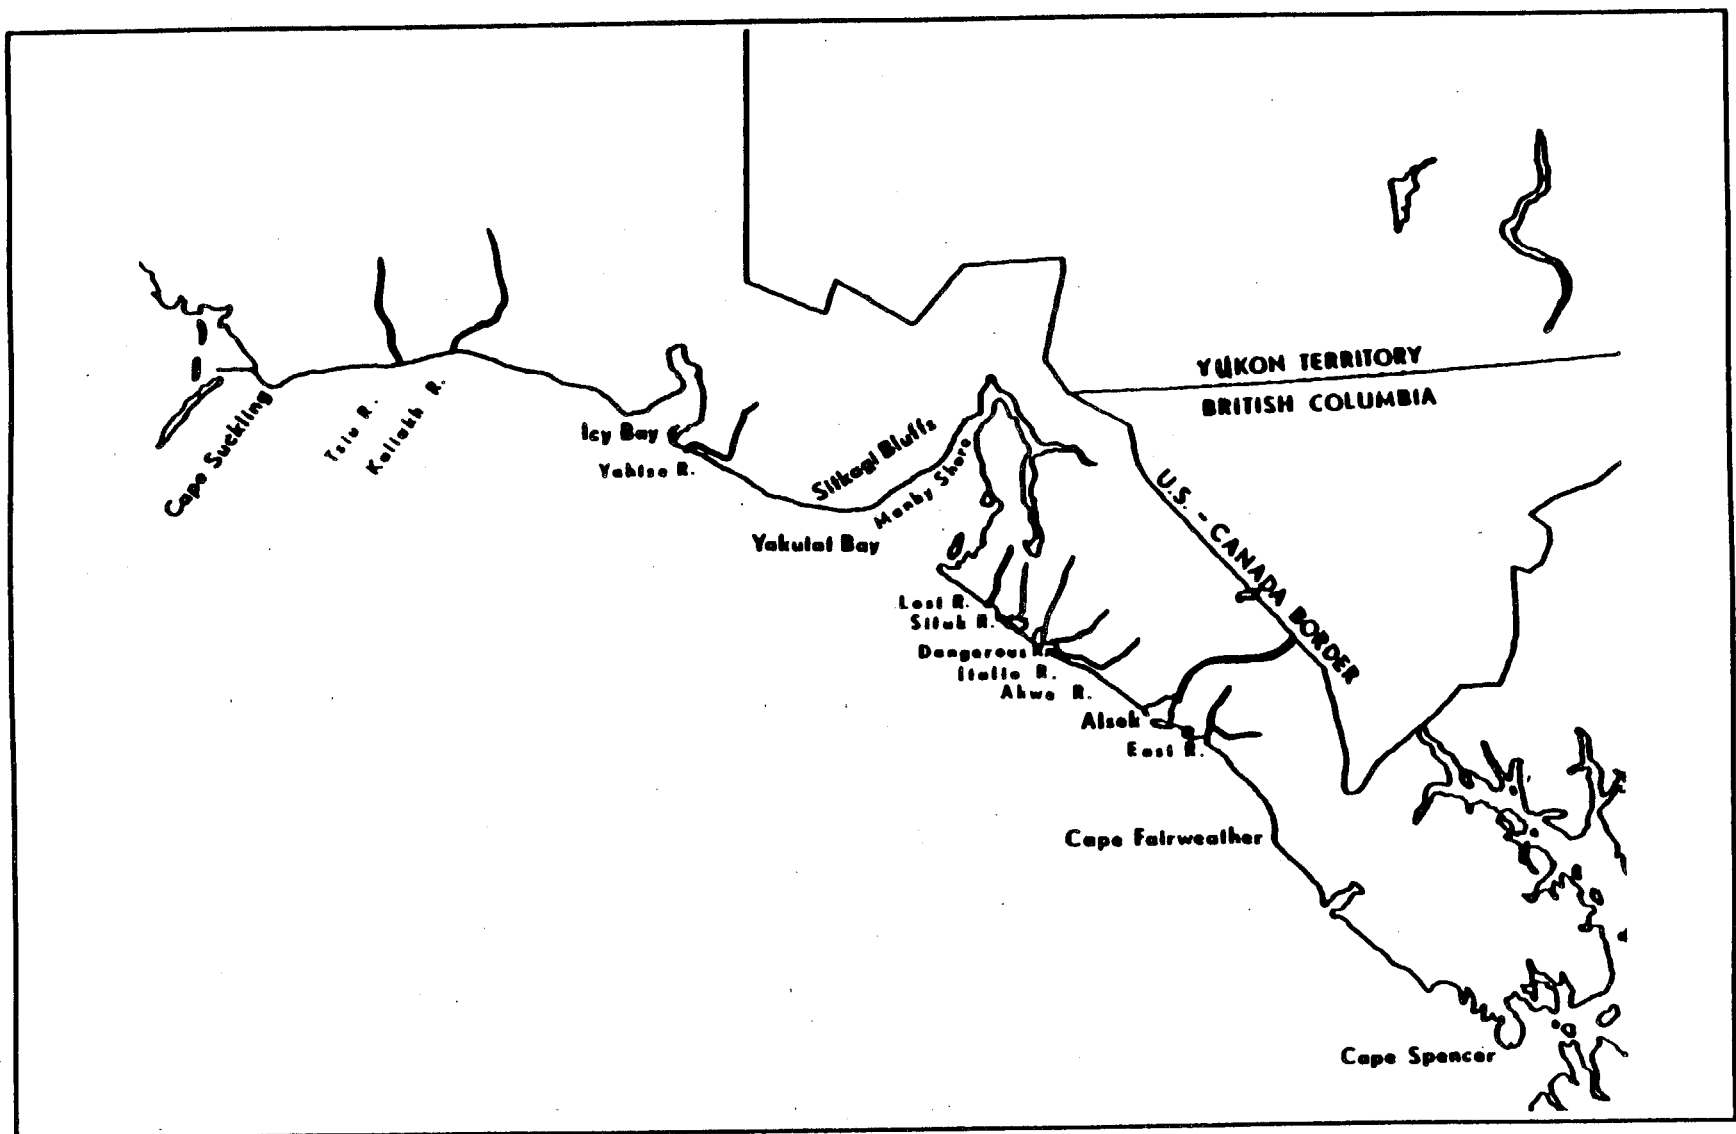 YUKON TERRITORY
BRITISH COLUMBIA
Cape Suckling
Tsiu R.
Kaliakh R.
Icy Bay
Yahtse R.
Sitkagi Bluffs
Manby Shore
Yakutat Bay
U.S. - CANADA BORDER
Lost R.
Situk R.
Dangerous R.
Italio R.
Akwe R.
Alsek
East R.
Cape Fairweather
Cape Spencer